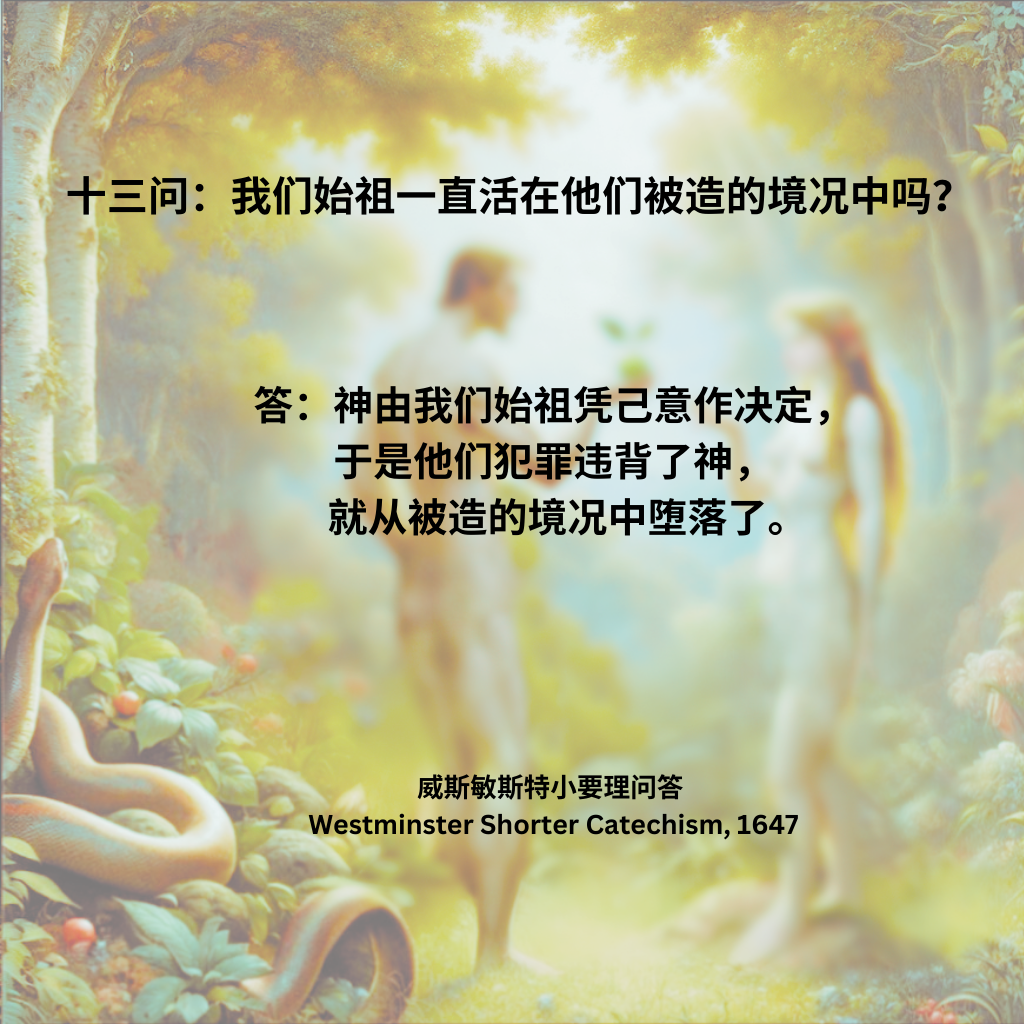 十三问：我们始祖一直活在他们被造的境况中吗？
答：神由我们始祖凭己意作决定，
于是他们犯罪违背了神，
就从被造的境况中堕落了。
威斯敏斯特小要理问答
Westminster Shorter Catechism, 1647